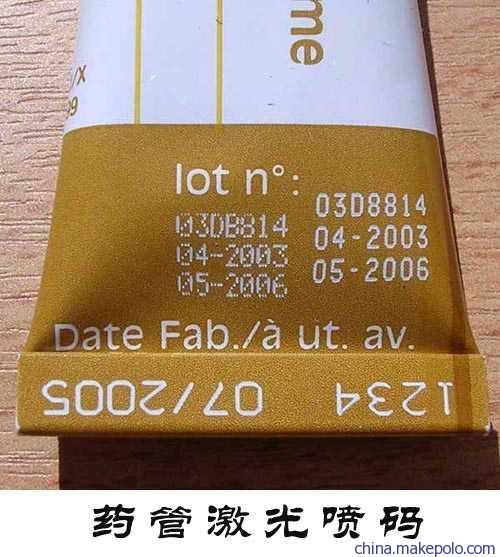 me
/X
99
lot n°:
03D8814
04-2003
05-2006
03D8814
04-2003
05-2006
Date Fab./à ut. av.
1234 07/2005
药管激光喷码
china.makepolo.com